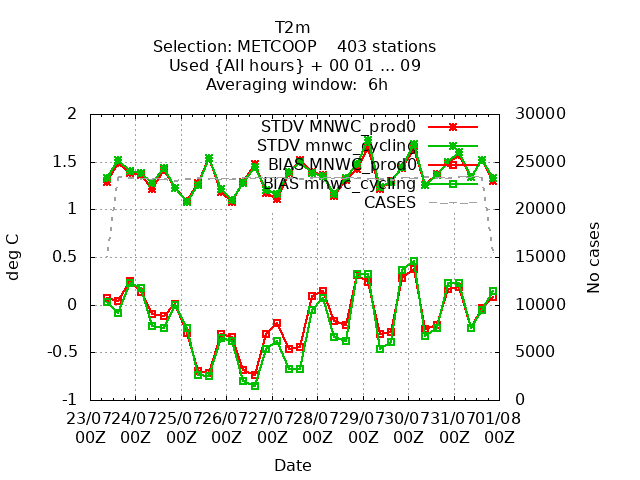 T2m
Selection: METCOOP    403 stations
Used {All hours} + 00 01 ... 09
Averaging window:  6h
2 30000
STDV MNWC_prod0
STDV mnwc_cycling
1.5 25000
BIAS MNWC_prod0
BIAS mnwc_cycling
CASES
1 20000
0.5 15000
deg C
No cases
0 10000
-0.5 5000
-1 0
23/07 24/07 25/07 26/07 27/07 28/07 29/07 30/07 31/07 01/08
00Z 00Z 00Z 00Z 00Z 00Z 00Z 00Z 00Z 00Z
Date